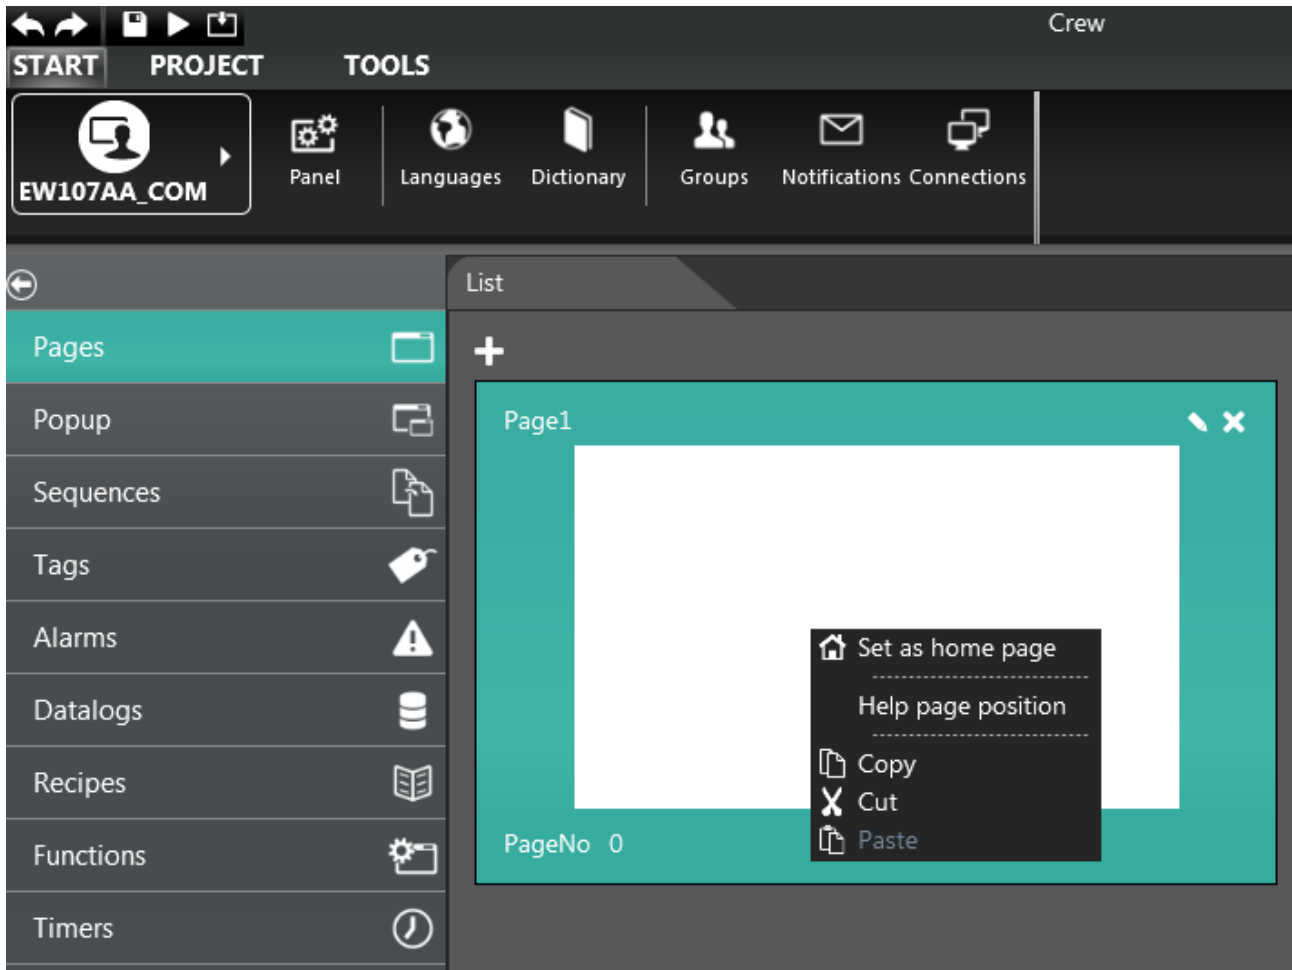 Crew
START PROJECT TOOLS
EW107AA_COM
Panel Languages Dictionary Groups Notifications Connections
List
Pages
Popup
Sequences
Tags
Alarms
Datalogs
Recipes
Functions
Timers
Page1
Set as home page
Help page position
Copy
Cut
Paste
PageNo 0